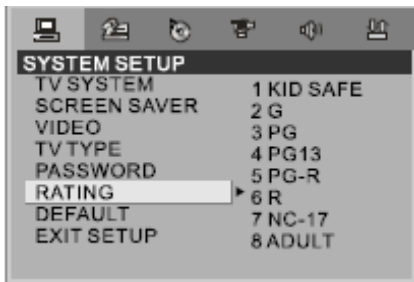 SYSTEM SETUP
TV SYSTEM
SCREEN SAVER
VIDEO
TV TYPE
PASSWORD
RATING
DEFAULT
EXIT SETUP
1 KID SAFE
2 G
3 PG
4 PG13
5 PG-R
6 R
7 NC-17
8 ADULT